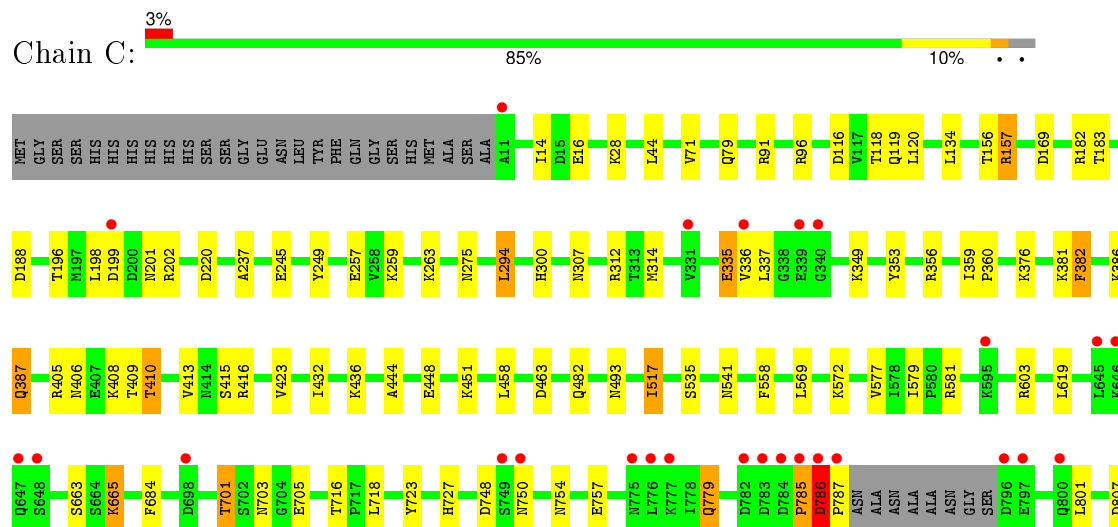 3%
Chain C:
85% 10% • •
MET GLY SER SER HIS HIS HIS HIS HIS HIS SER SER GLY GLU ASN LEU TYR PHE GLN GLY SER HIS MET ALA SER ALA A11 I14 D15 E16 K28 L44 V71 Q79 R91 R96 D116 V117 T118 Q119 L120 L134 T156 R157 D169 R182 T183
D188 T196 M197 L198 D199 D200 N201 R202 D220 A237 E245 Y249 E257 V258 K259 K263 N275 L294 H300 N307 R312 T313 M314 V331 E335 V336 L337 G338 E339 G340 K349 Y353 R356 I359 P360 K376 K381 F382 K386
Q387 R405 N406 E407 K408 T409 T410 V413 N414 S415 R416 V423 I432 K436 A444 E448 K451 L458 D463 Q482 N493 I517 S535 N541 F558 L569 K572 V577 I578 I579 P580 R581 K595 R603 L619 L645 K646
Q647 S648 S663 S664 K665 F684 D698 T701 S702 N703 G704 E705 T716 P717 L718 Y723 H727 D748 S749 N750 N754 E757 N775 L776 K777 I778 Q779 D782 D783 D784 P785 D786 P787 ASN ALA ASN ALA ALA ASN GLY SER D796 E797 Q800 L801